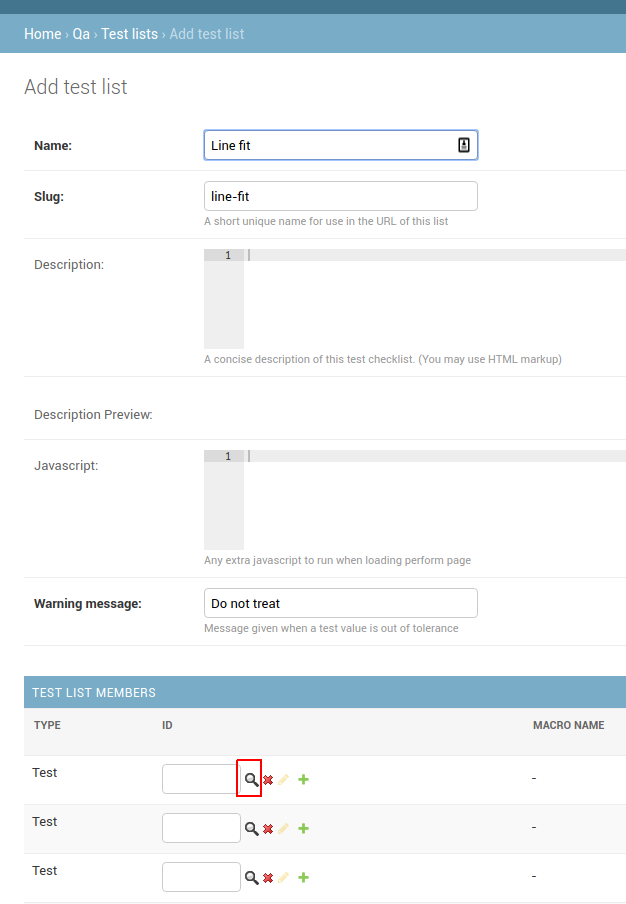 Home › Qa › Test lists › Add test list
Add test list
Name: Line fit
Slug: line-fit
A short unique name for use in the URL of this list
Description: 1
A concise description of this test checklist. (You may use HTML markup)
Description Preview:
Javascript: 1
Any extra javascript to run when loading perform page
Warning message: Do not treat
Message given when a test value is out of tolerance
TEST LIST MEMBERS
TYPE ID MACRO NAME
Test -
Test -
Test -